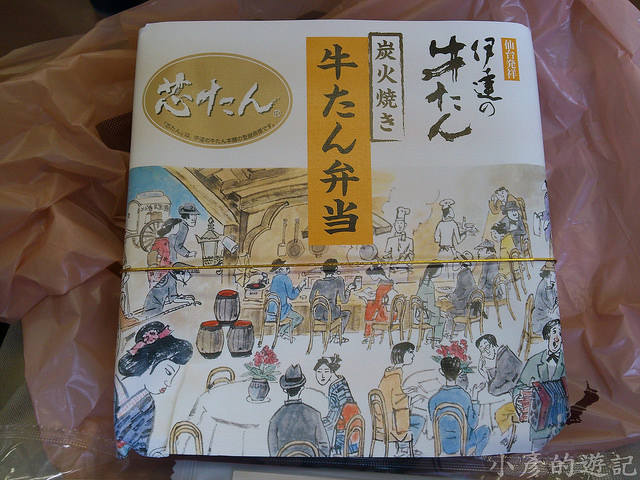 仙台発祥
伊達の
牛たん
炭火焼き
牛たん弁当
芯たん
小彥的遊記